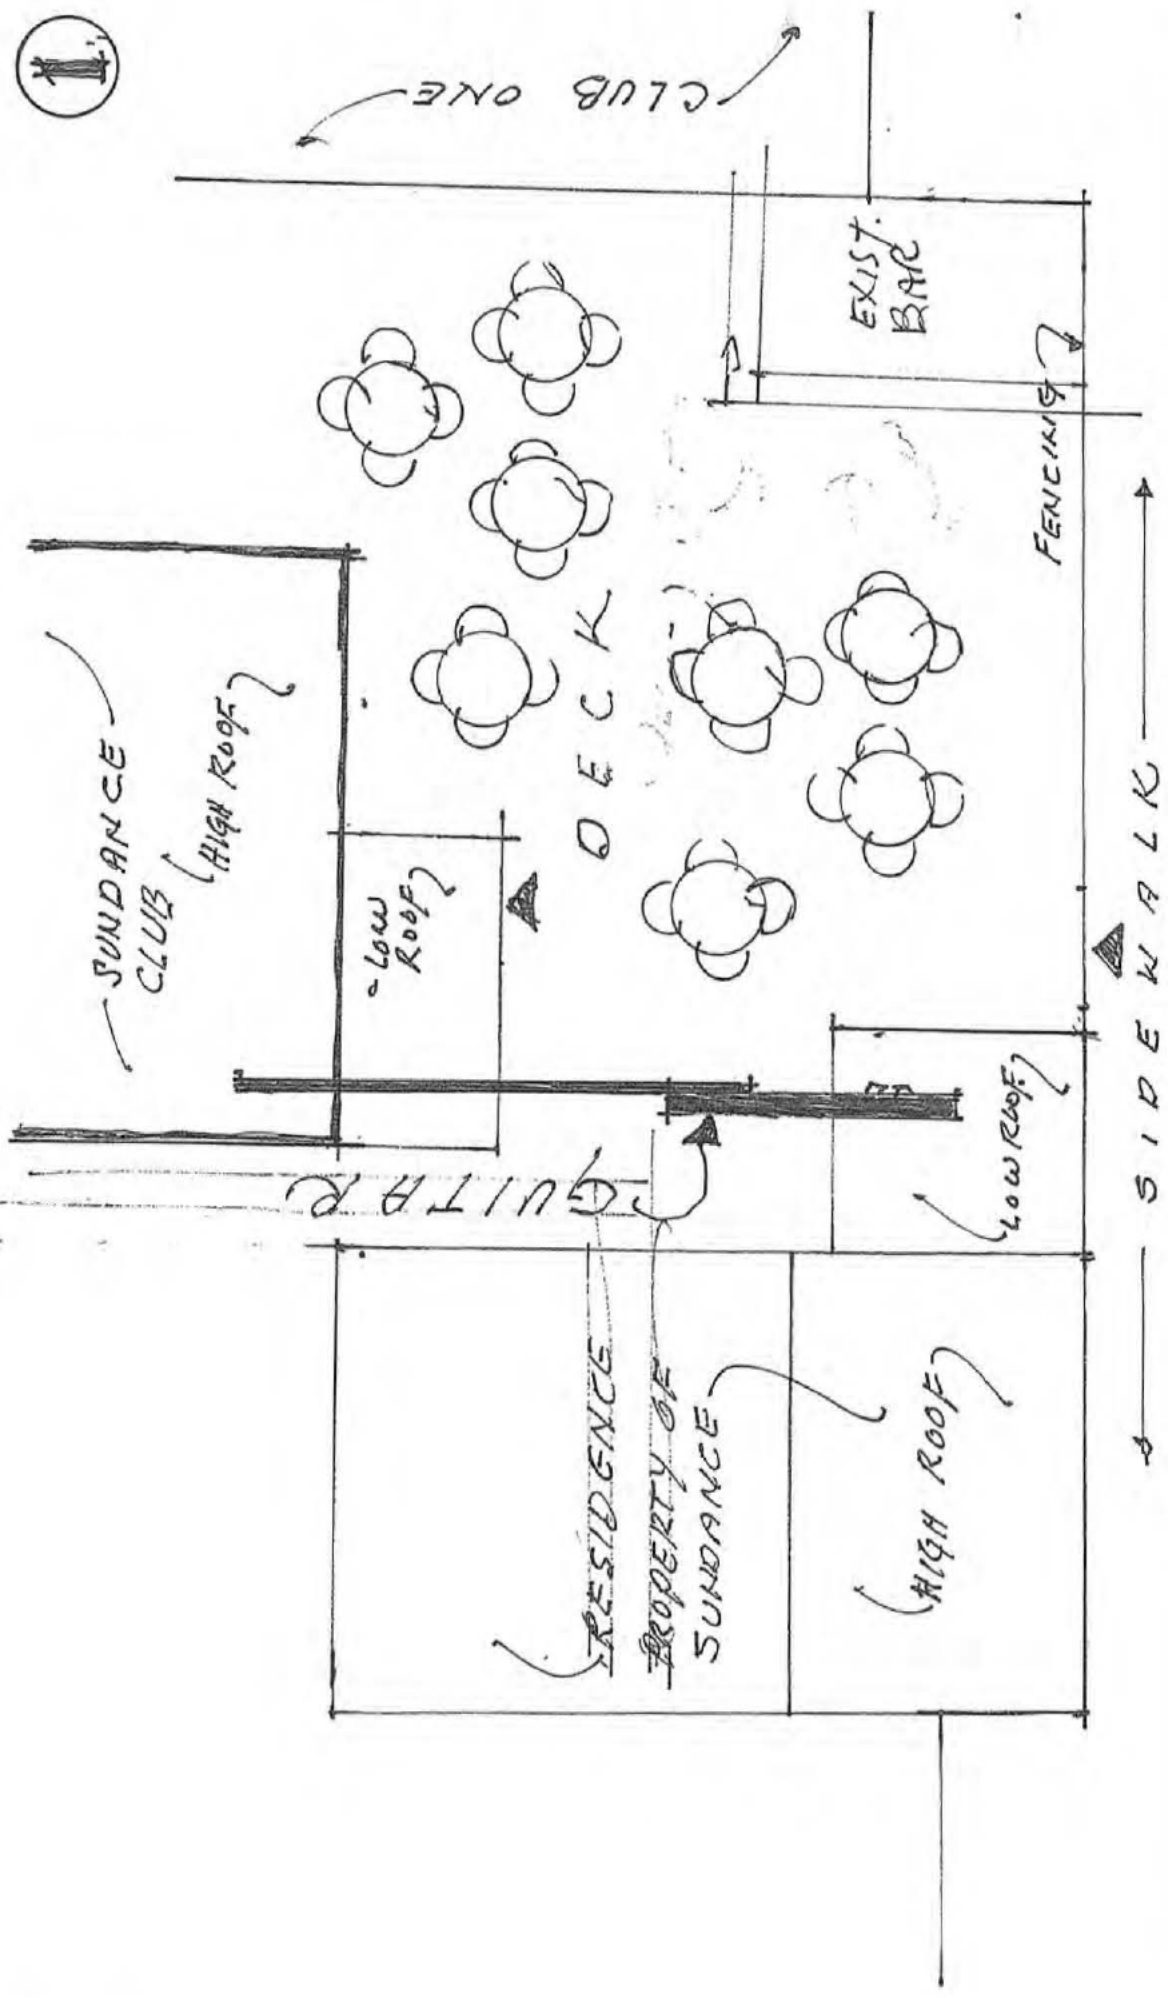 1
CLUB ONE
SUNDANCE
CLUB
HIGH ROOF
LOW
ROOF
DECK
EXIST.
BAR
FENCING
GUITAR
RESIDENCE
PROPERTY OF
SUNDANCE
HIGH ROOF
LOW ROOF
SIDEWALK